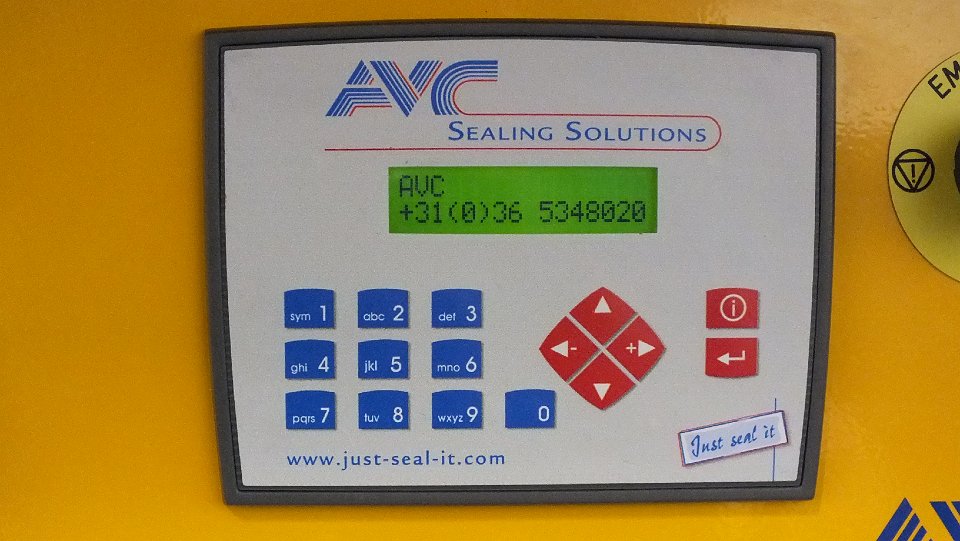 AVC
SEALING SOLUTIONS
AVC
+31(0)36 5348020
sym 1 abc 2 def 3
ghi 4 jkl 5 mno 6 - +
pqrs 7 tuv 8 wxyz 9 0
Just seal it
www.just-seal-it.com
EM
AV